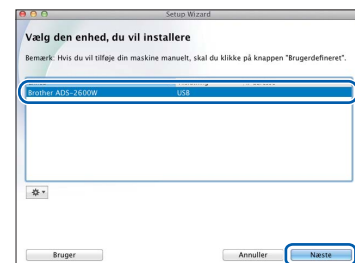 Setup Wizard
Vælg den enhed, du vil installere
Bemærk: Hvis du vil tilføje din maskine manuelt, skal du klikke på knappen "Brugerdefineret".
Brother ADS-2600W USB
Bruger Annuller Næste